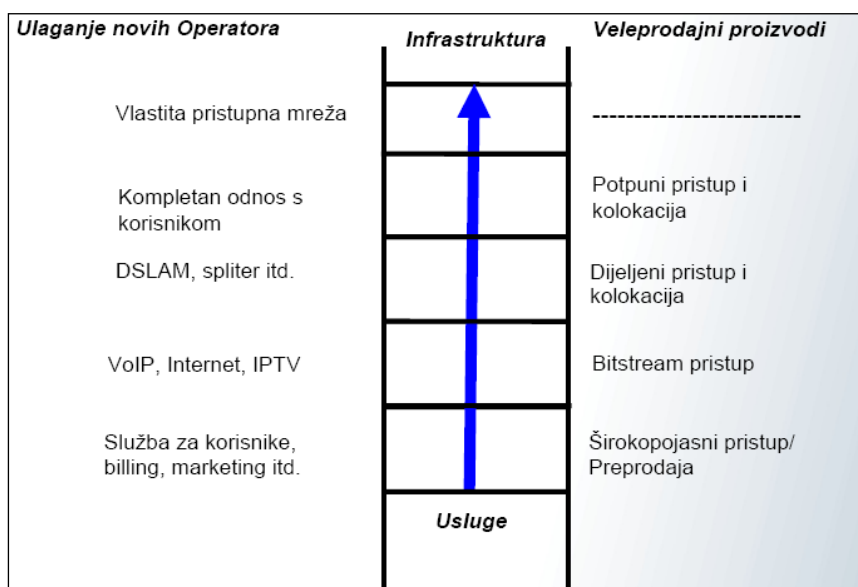 Ulaganje novih Operatora
Infrastruktura
Veleprodajni proizvodi
Vlastita pristupna mreža
-------------------------
Kompletan odnos s
korisnikom
Potpuni pristup i
kolokacija
DSLAM, spliter itd.
Dijeljeni pristup i
kolokacija
VoIP, Internet, IPTV
Bitstream pristup
Služba za korisnike,
billing, marketing itd.
Širokopojasni pristup/
Preprodaja
Usluge